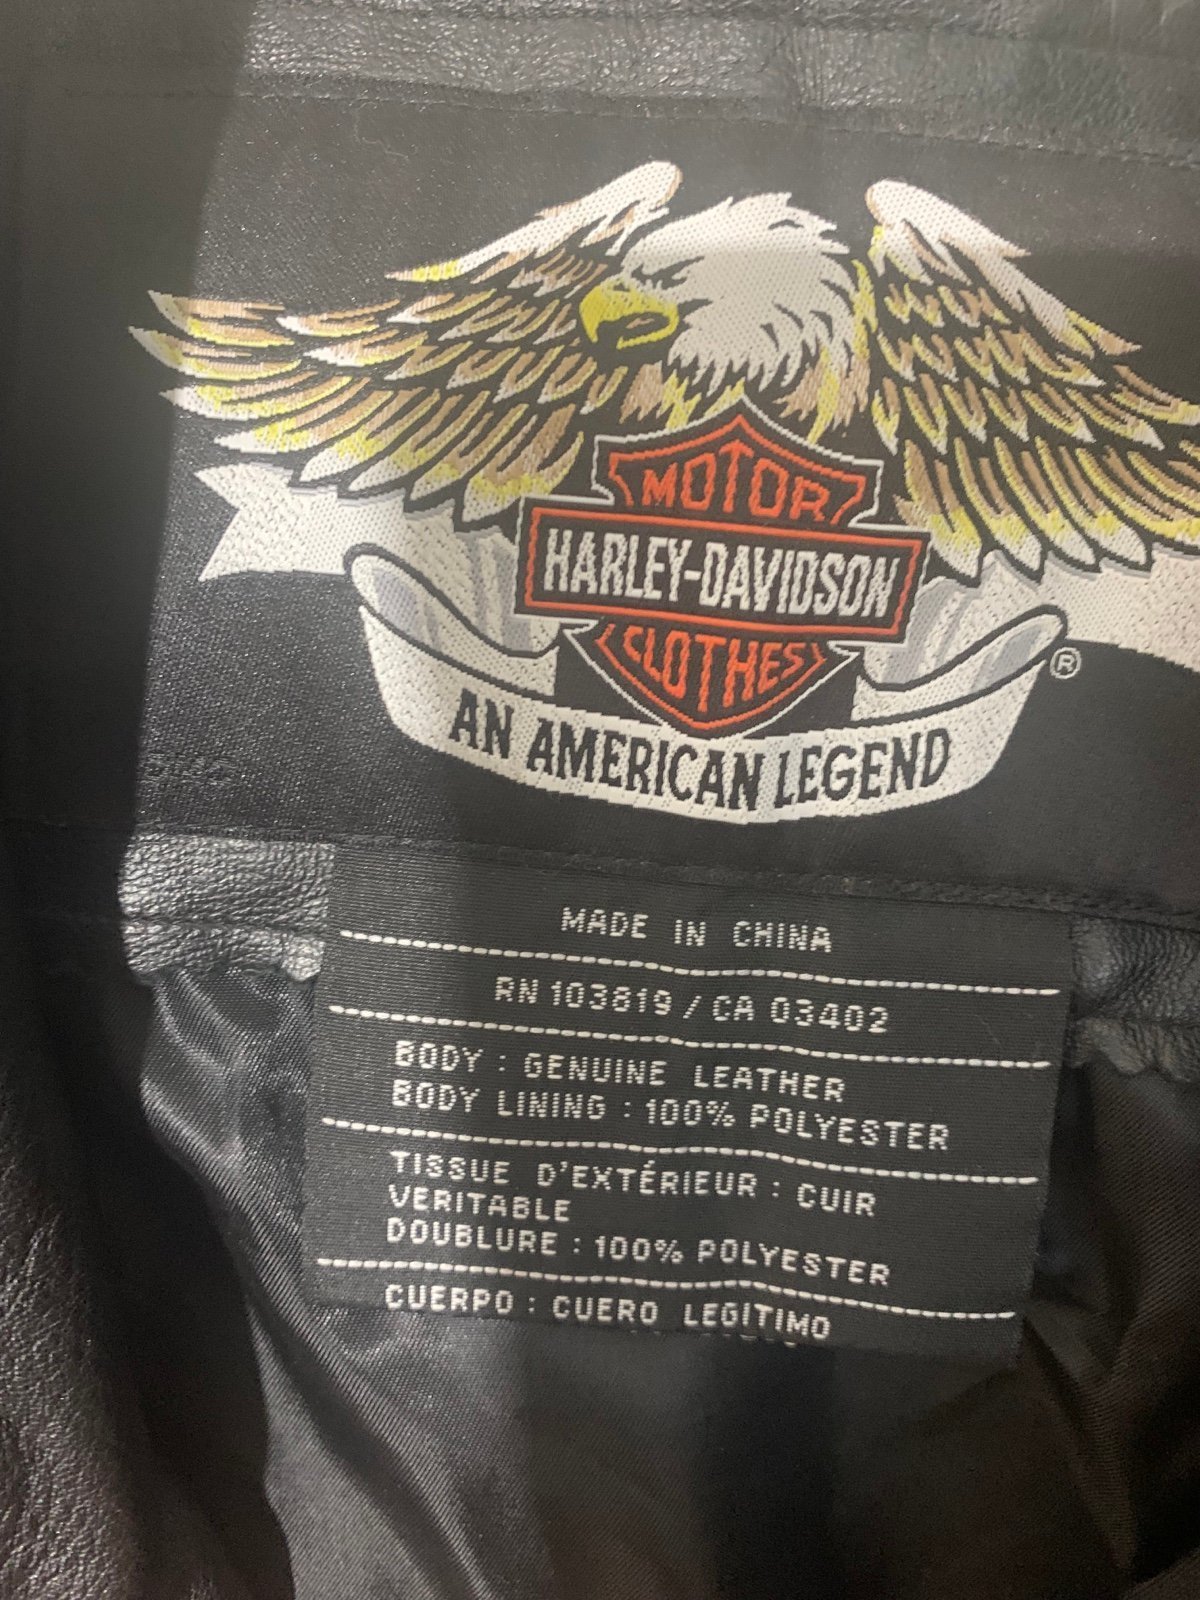 MOTOR
HARLEY-DAVIDSON
CLOTHES
®
AN AMERICAN LEGEND
MADE IN CHINA
RN 103819 / CA 03402
BODY : GENUINE LEATHER
BODY LINING : 100% POLYESTER
TISSUE D'EXTÉRIEUR : CUIR
VERITABLE
DOUBLURE : 100% POLYESTER
CUERPO : CUERO LEGÍTIMO